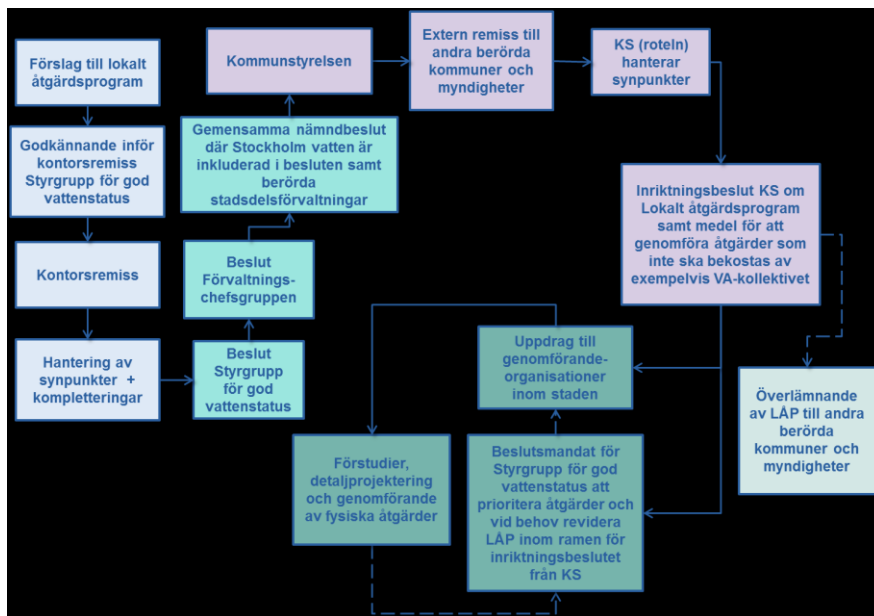 Förslag till lokalt
åtgärdsprogram
Godkännande inför
kontorsremiss
Styrgrupp för god
vattenstatus
Kontorsremiss
Hantering av
synpunkter +
kompletteringar
Beslut
Styrgrupp
för god
vattenstatus
Beslut
Förvaltnings-
chefsgruppen
Gemensamma nämndbeslut
där Stockholm vatten är
inkluderad i besluten samt
berörda
stadsdelsförvaltningar
Kommunstyrelsen
Extern remiss till
andra berörda
kommuner och
myndigheter
KS (roteln)
hanterar
synpunkter
Inriktningsbeslut KS om
Lokalt åtgärdsprogram
samt medel för att
genomföra åtgärder som
inte ska bekostas av
exempelvis VA-kollektivet
Uppdrag till
genomförande-
organisationer
inom staden
Förstudier,
detaljprojektering
och genomförande
av fysiska åtgärder
Beslutsmandat för
Styrgrupp för god
vattenstatus att
prioritera åtgärder och
vid behov revidera
LÅP inom ramen för
inriktningsbeslutet
från KS
Överlämnande
av LÅP till andra
berörda
kommuner och
myndigheter